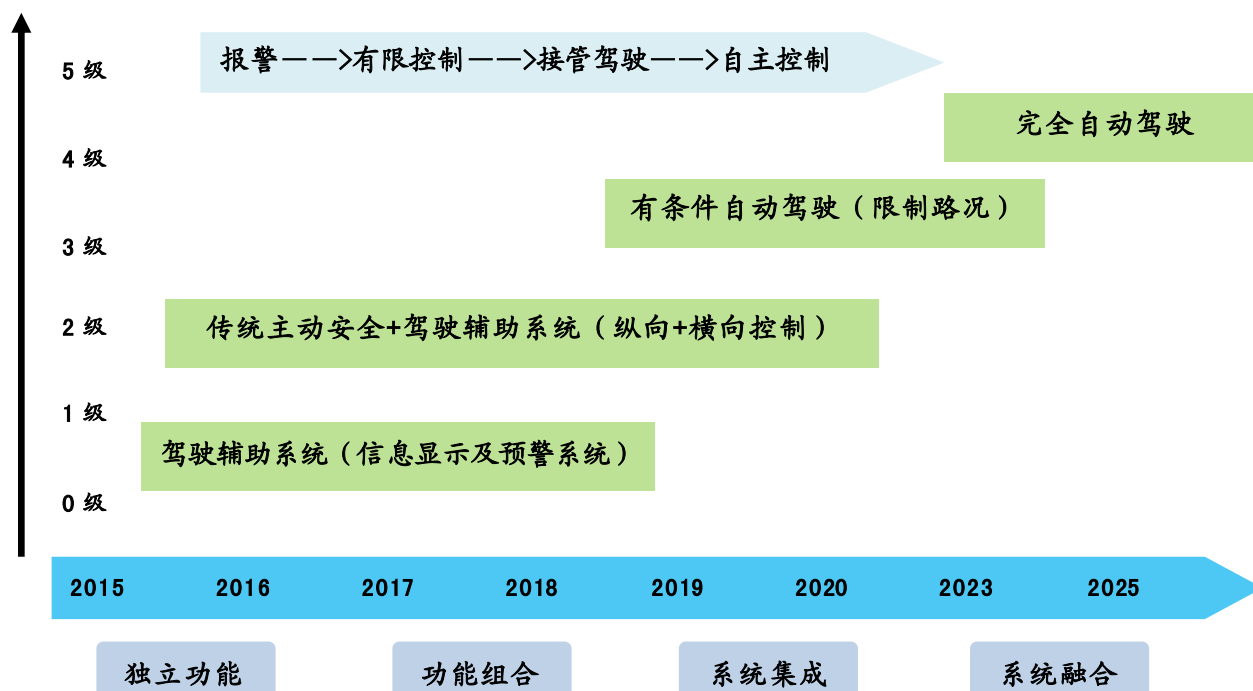 5 级
报警——>有限控制——>接管驾驶——>自主控制
完全自动驾驶
4 级
有条件自动驾驶（限制路况）
3 级
2 级
传统主动安全+驾驶辅助系统（纵向+横向控制）
1 级
驾驶辅助系统（信息显示及预警系统）
0 级
2015 2016 2017 2018 2019 2020 2023 2025
独立功能 功能组合 系统集成 系统融合